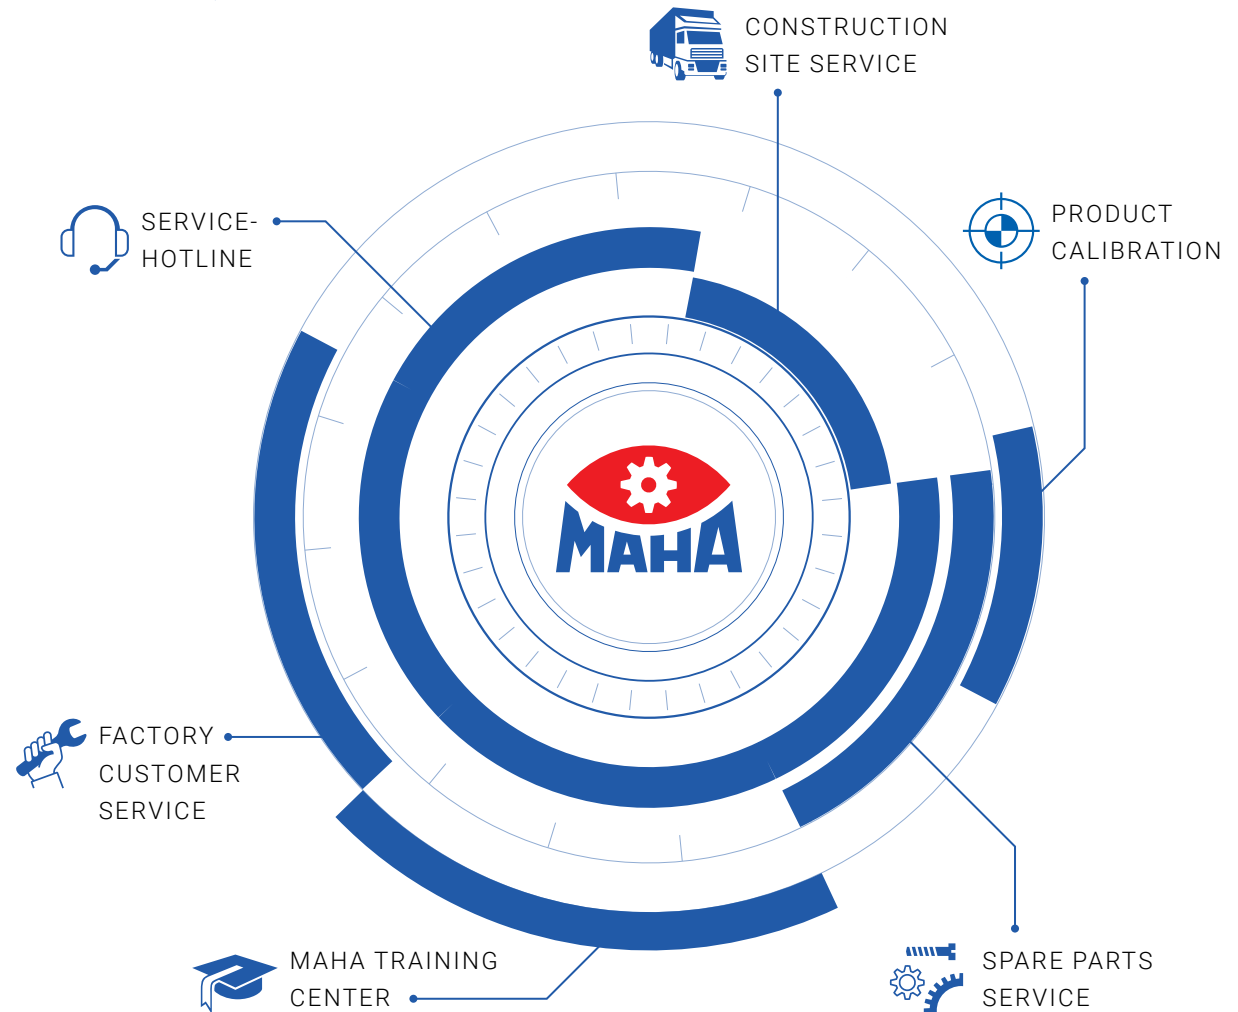 CONSTRUCTION
SITE SERVICE
SERVICE-
HOTLINE
PRODUCT
CALIBRATION
MAHA
FACTORY
CUSTOMER
SERVICE
MAHA TRAINING
CENTER
SPARE PARTS
SERVICE